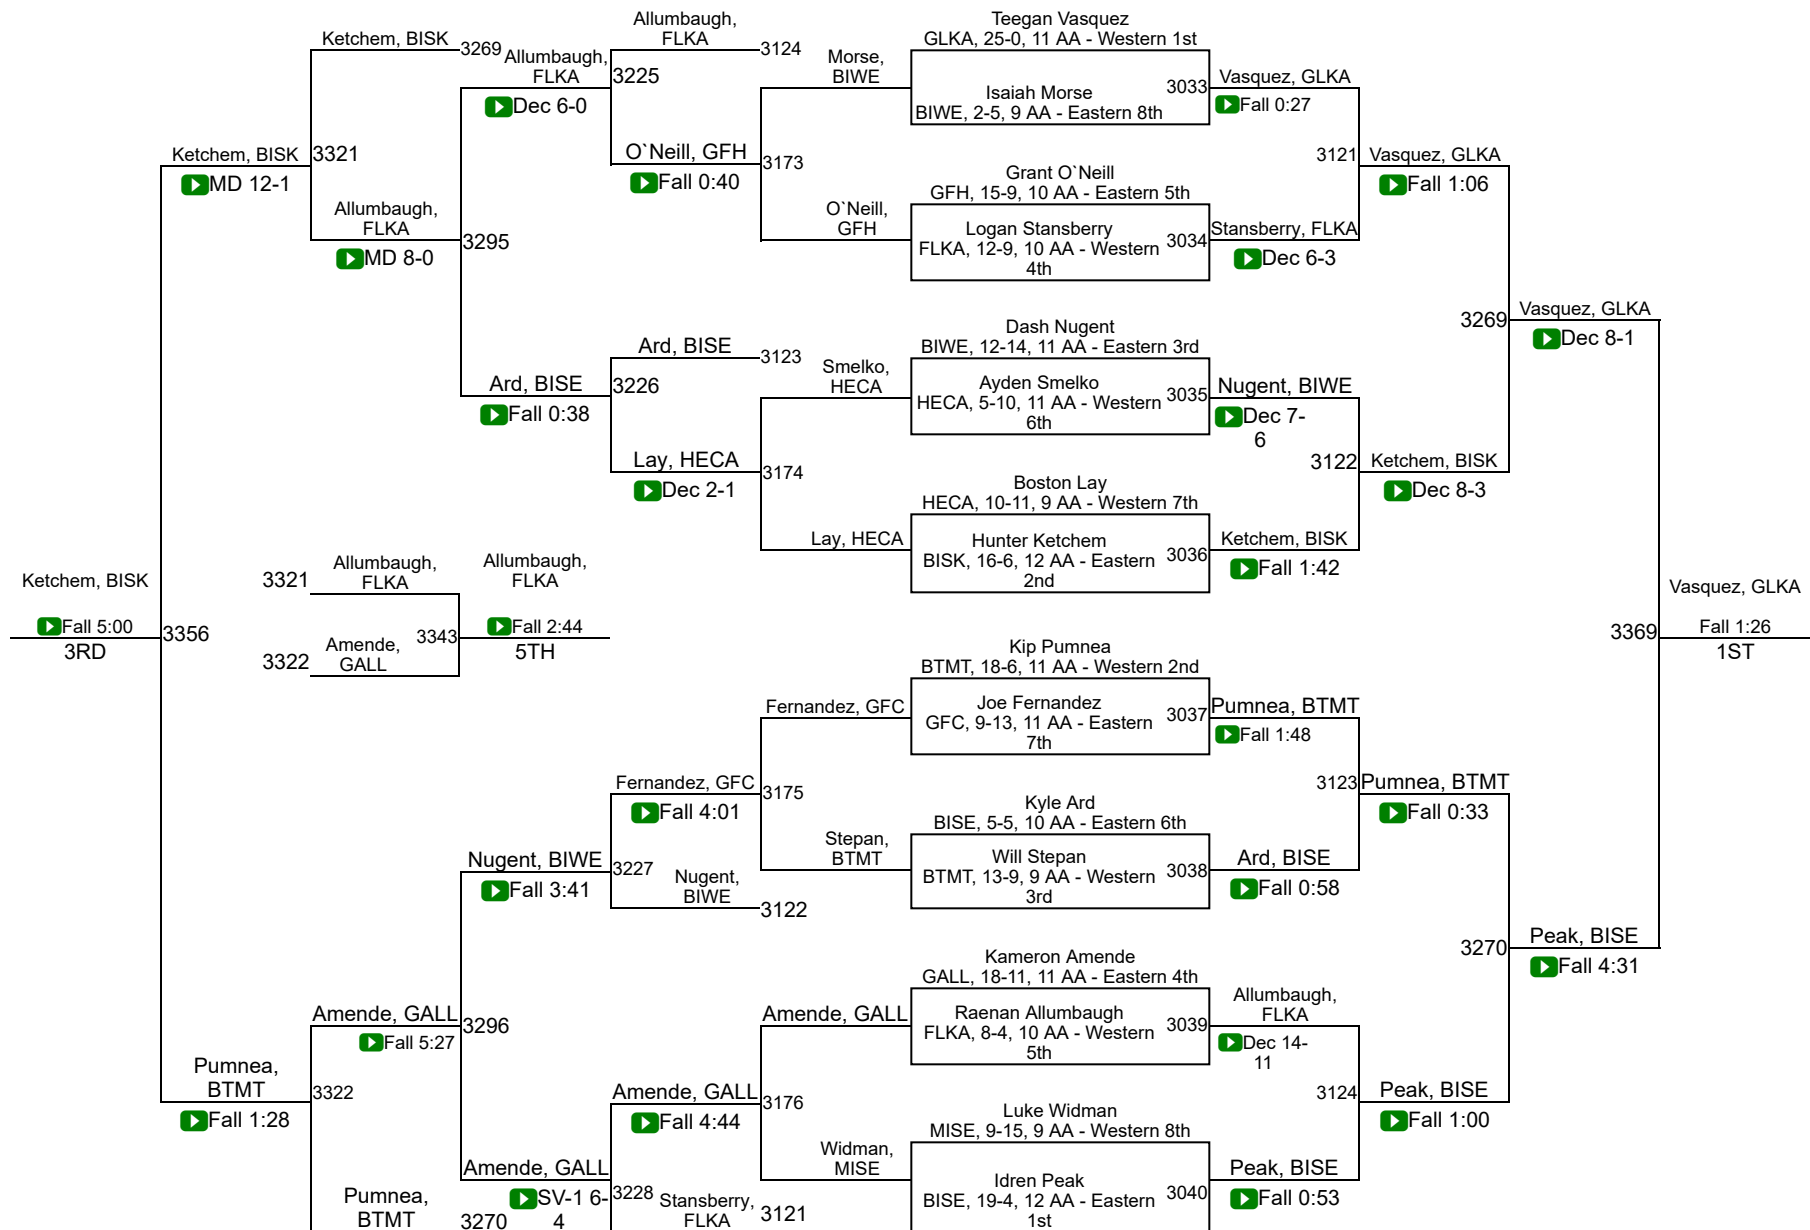 Ketchem, BISK
3269
Allumbaugh,
FLKA
3225
Dec 6-0
Allumbaugh,
FLKA
3124
Morse,
BIWE
Teegan Vasquez
GLKA, 25-0, 11 AA - Western 1st
Isaiah Morse
BIWE, 2-5, 9 AA - Eastern 8th
3033
Vasquez, GLKA
Fall 0:27
Ketchem, BISK
3321
MD 12-1
O`Neill, GFH
3173
Fall 0:40
3121
Vasquez, GLKA
Fall 1:06
Allumbaugh,
FLKA
3295
MD 8-0
O`Neill,
GFH
Grant O`Neill
GFH, 15-9, 10 AA - Eastern 5th
Logan Stansberry
FLKA, 12-9, 10 AA - Western
4th
3034
Stansberry, FLKA
Dec 6-3
3269
Vasquez, GLKA
Dec 8-1
Ard, BISE
3123
Smelko,
HECA
Dash Nugent
BIWE, 12-14, 11 AA - Eastern 3rd
Ayden Smelko
HECA, 5-10, 11 AA - Western
6th
3035
Nugent, BIWE
Dec 7-
6
Ard, BISE
3226
Fall 0:38
Lay, HECA
3174
Dec 2-1
3122
Ketchem, BISK
Dec 8-3
Lay, HECA
Boston Lay
HECA, 10-11, 9 AA - Western 7th
Hunter Ketchem
BISK, 16-6, 12 AA - Eastern
2nd
3036
Ketchem, BISK
Fall 1:42
Ketchem, BISK
Fall 5:00
3RD
3356
3321
Allumbaugh,
FLKA
3322
Amende,
GALL
3343
Allumbaugh,
FLKA
Fall 2:44
5TH
3369
Vasquez, GLKA
Fall 1:26
1ST
Fernandez, GFC
Kip Pumnea
BTMT, 18-6, 11 AA - Western 2nd
Joe Fernandez
GFC, 9-13, 11 AA - Eastern
7th
3037
Pumnea, BTMT
Fall 1:48
Fernandez, GFC
3175
Fall 4:01
3123
Pumnea, BTMT
Fall 0:33
Stepan,
BTMT
Kyle Ard
BISE, 5-5, 10 AA - Eastern 6th
Will Stepan
BTMT, 13-9, 9 AA - Western
3rd
3038
Ard, BISE
Fall 0:58
Nugent, BIWE
3227
Fall 3:41
Nugent,
BIWE
3122
3270
Peak, BISE
Fall 4:31
Amende, GALL
3296
Fall 5:27
Amende, GALL
Kameron Amende
GALL, 18-11, 11 AA - Eastern 4th
Raenan Allumbaugh
FLKA, 8-4, 10 AA - Western
5th
3039
Allumbaugh,
FLKA
Dec 14-
11
Pumnea,
BTMT
3322
Fall 1:28
Amende, GALL
3176
Fall 4:44
3124
Peak, BISE
Fall 1:00
Widman,
MISE
Luke Widman
MISE, 9-15, 9 AA - Western 8th
Idren Peak
BISE, 19-4, 12 AA - Eastern
1st
3040
Peak, BISE
Fall 0:53
Amende, GALL
3228
SV-1 6-
4
Pumnea,
BTMT
3270
Stansberry,
FLKA
3121